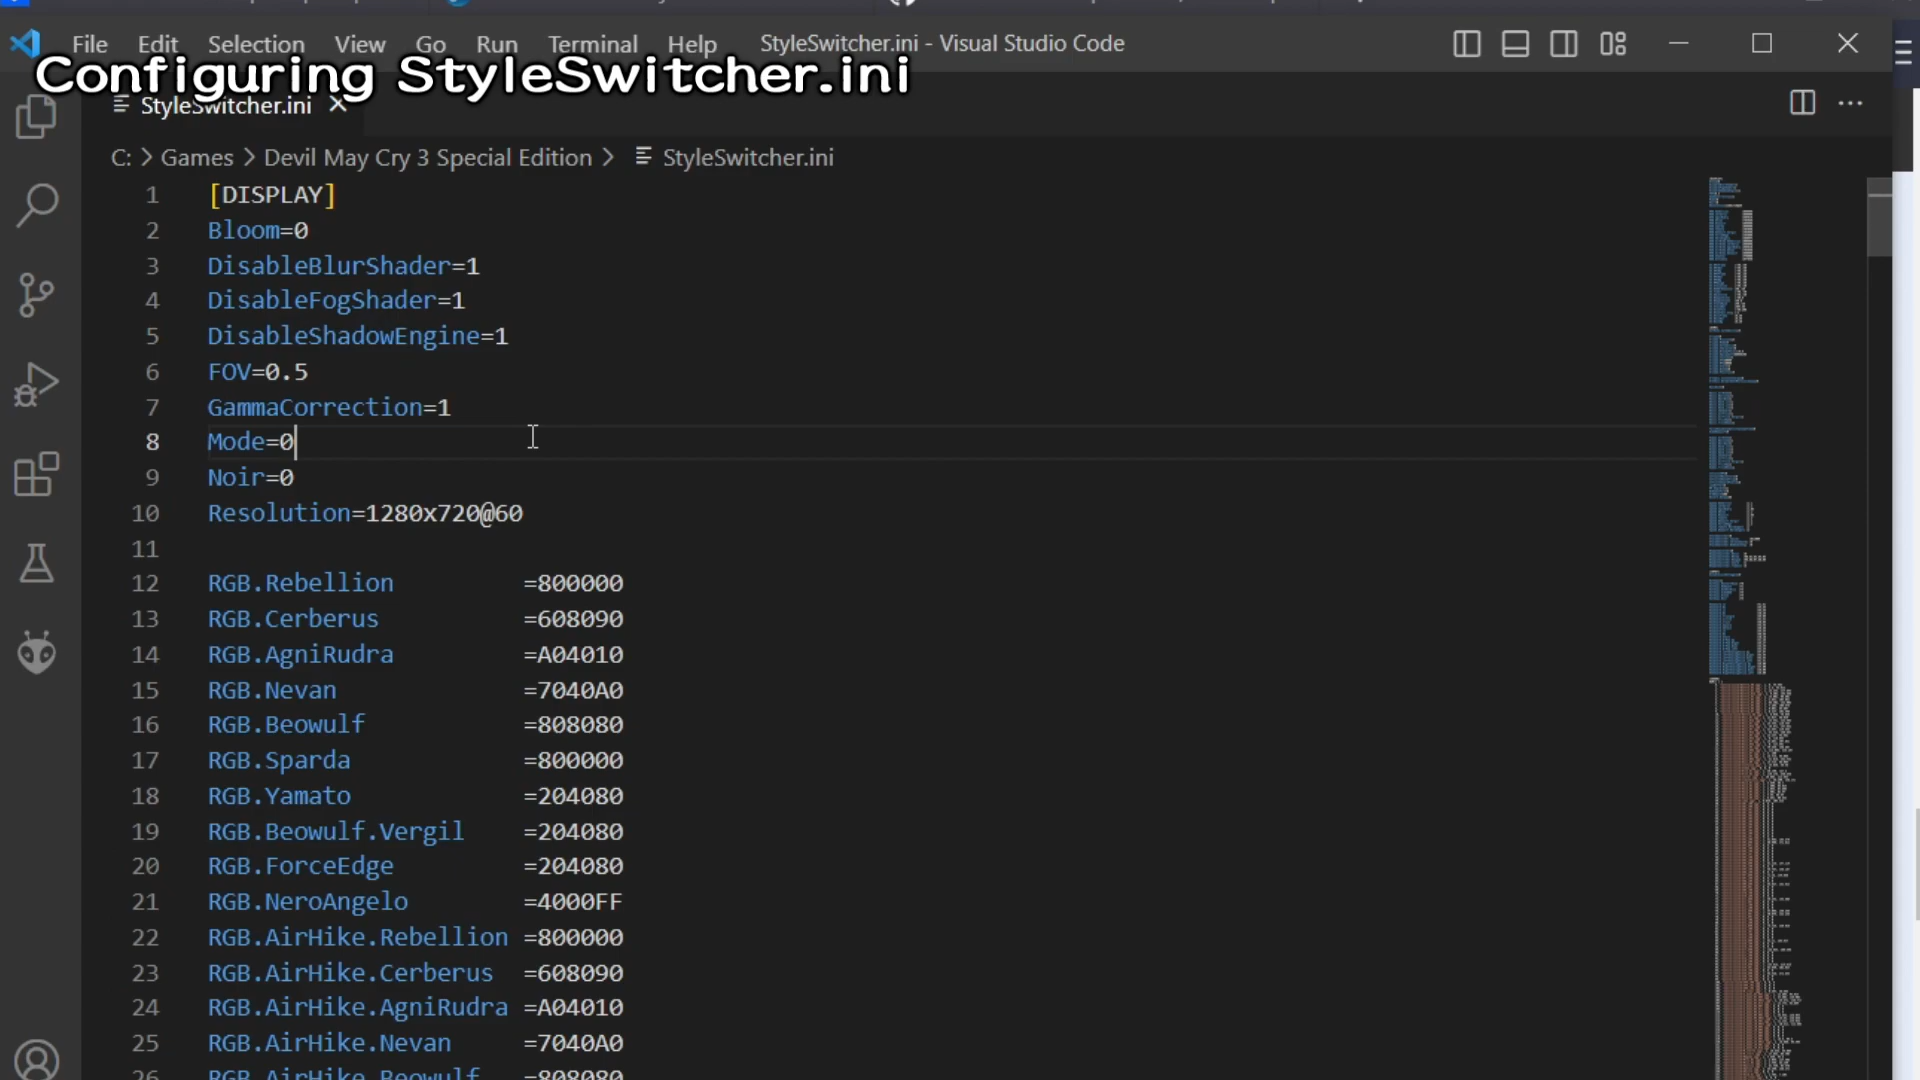 File Edit Selection View Go Run Terminal Help StyleSwitcher.ini - Visual Studio Code
Configuring StyleSwitcher.ini
StyleSwitcher.ini
C: > Games > Devil May Cry 3 Special Edition > StyleSwitcher.ini
1 [DISPLAY]
2 Bloom=0
3 DisableBlurShader=1
4 DisableFogShader=1
5 DisableShadowEngine=1
6 FOV=0.5
7 GammaCorrection=1
8 Mode=0
9 Noir=0
10 Resolution=1280x720@60
11
12 RGB.Rebellion =800000
13 RGB.Cerberus =608090
14 RGB.AgniRudra =A04010
15 RGB.Nevan =7040A0
16 RGB.Beowulf =808080
17 RGB.Sparda =800000
18 RGB.Yamato =204080
19 RGB.Beowulf.Vergil =204080
20 RGB.ForceEdge =204080
21 RGB.NeroAngelo =4000FF
22 RGB.AirHike.Rebellion =800000
23 RGB.AirHike.Cerberus =608090
24 RGB.AirHike.AgniRudra =A04010
25 RGB.AirHike.Nevan =7040A0
26 RGB.AirHike.Beowulf =808080